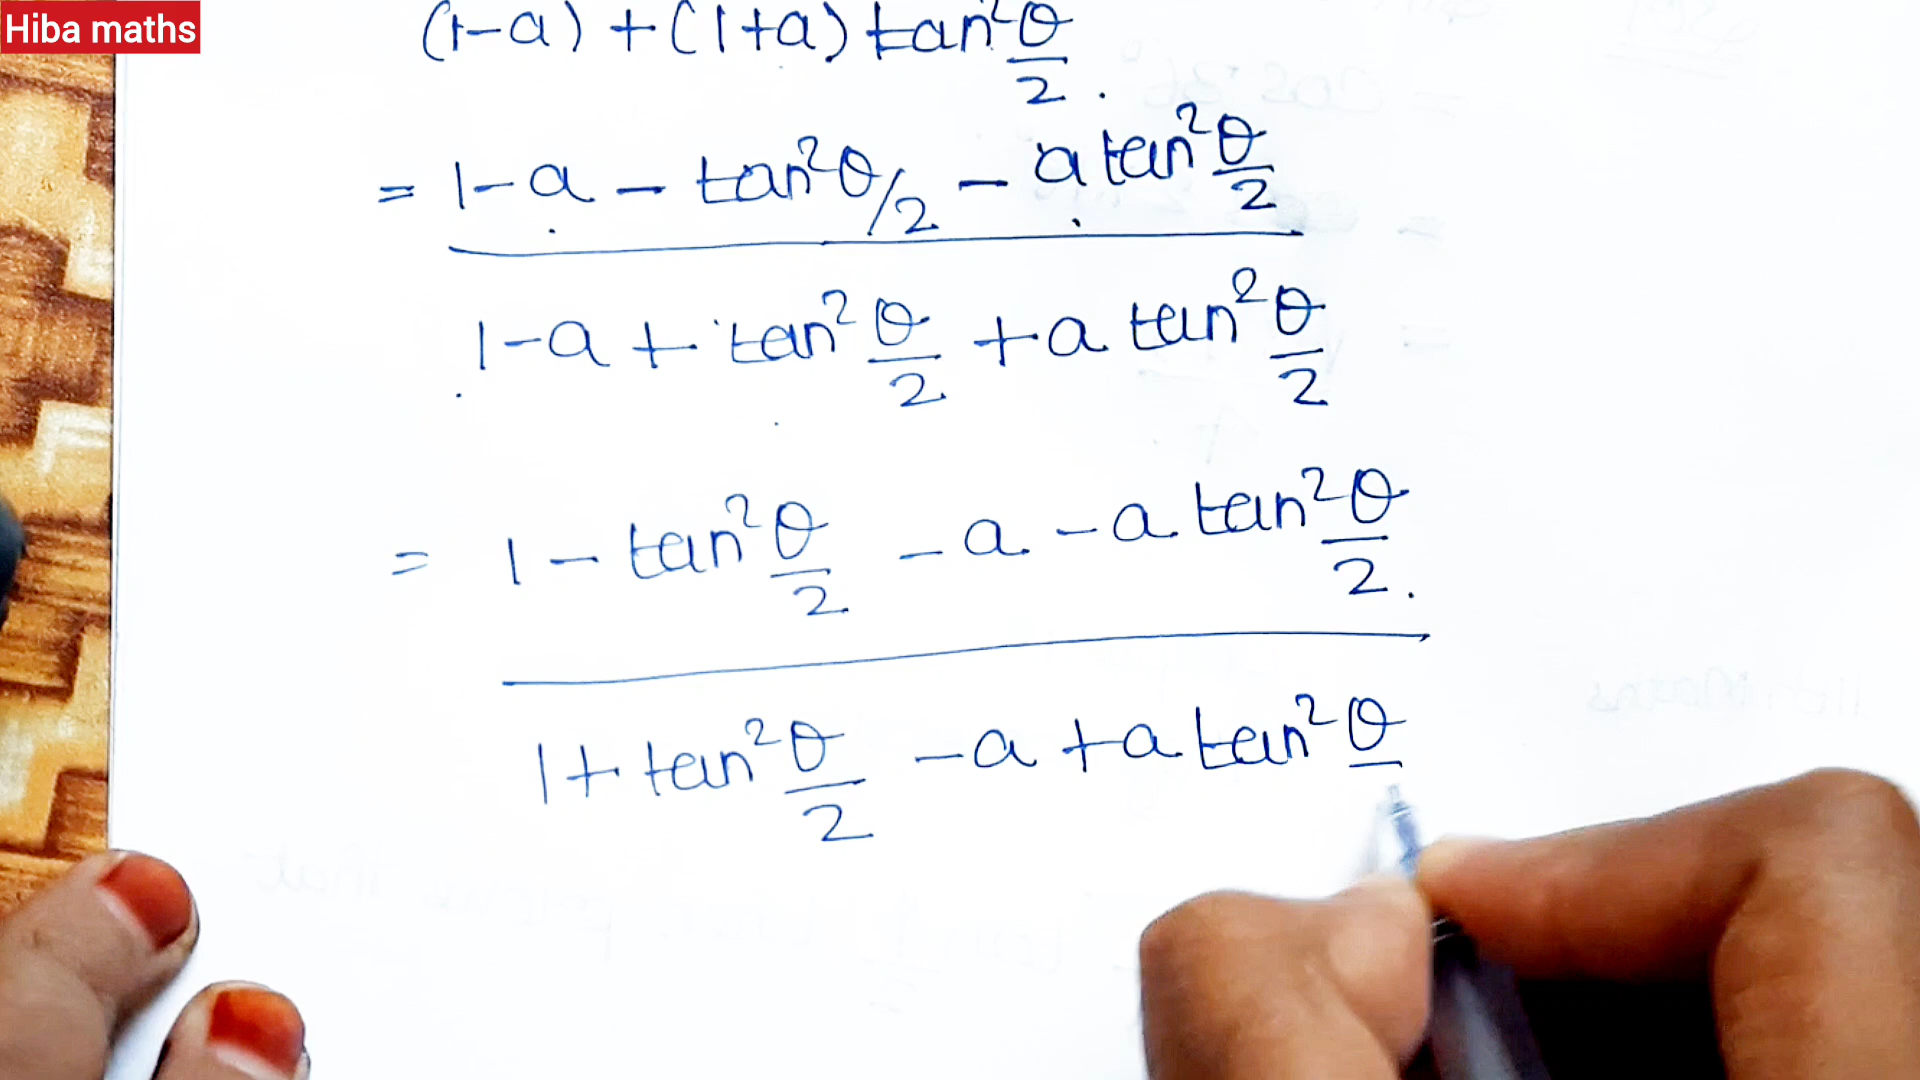 Hiba maths
(1-a) + (1+a) tan²θ/2.
= 1-a - tan²θ/2 - a tan²θ/2
1-a + tan²θ/2 + a tan²θ/2
= 1 - tan²θ/2 - a - a tan²θ/2.
1 + tan²θ/2 - a + a tan²θ